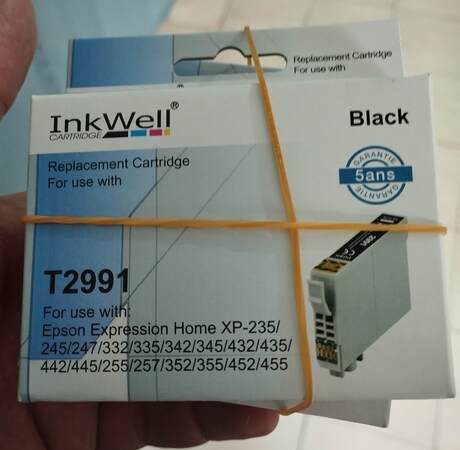 Replacement Cartridge
For use with
InkWell®
CARTRIDGE
Black
Replacement Cartridge
For use with
GARANTIE
5ans
GARANTIE
T2991
2991
For use with:
Epson Expression Home XP-235/
245/247/332/335/342/345/432/435/
442/445/255/257/352/355/452/455